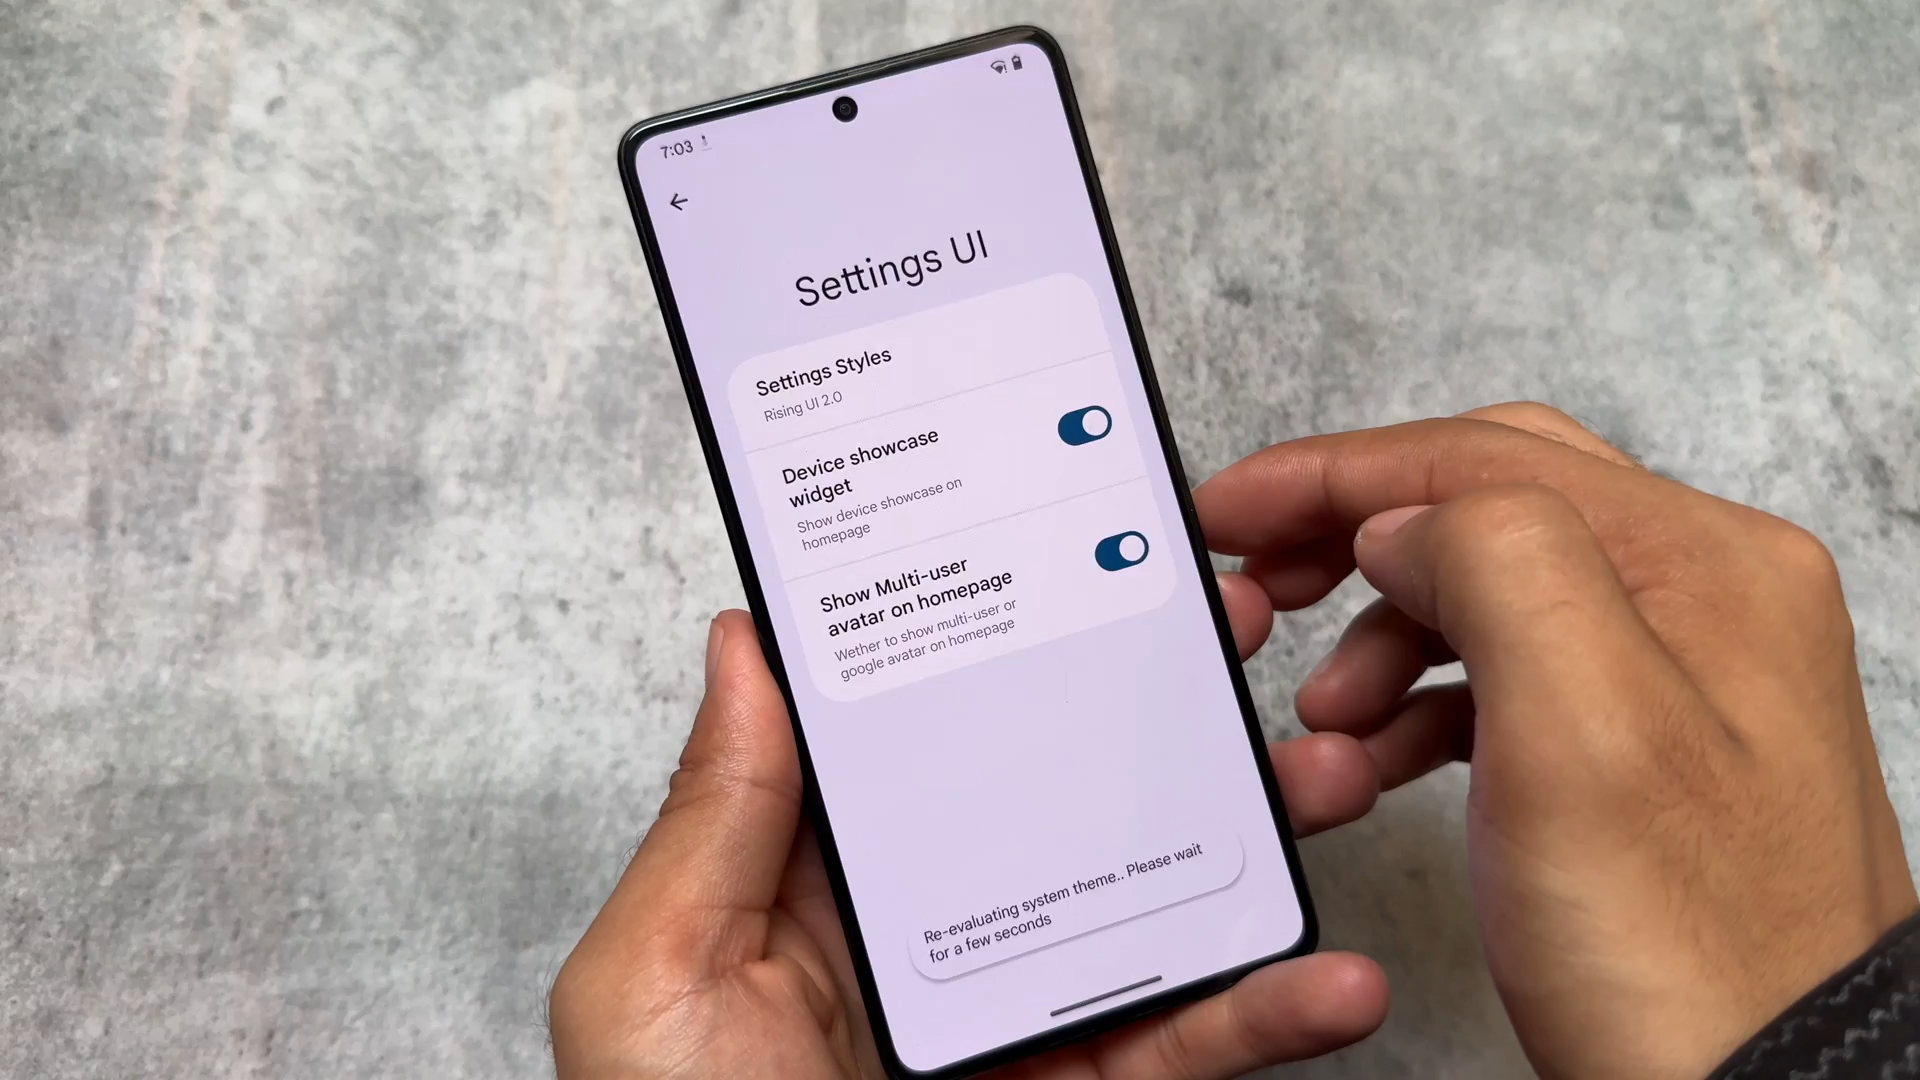 7:03
Settings UI
Settings Styles
Rising UI 2.0
Device showcase
widget
Show device showcase on
homepage
Show Multi-user
avatar on homepage
Wether to show multi-user or
google avatar on homepage
Re-evaluating system theme.. Please wait
for a few seconds